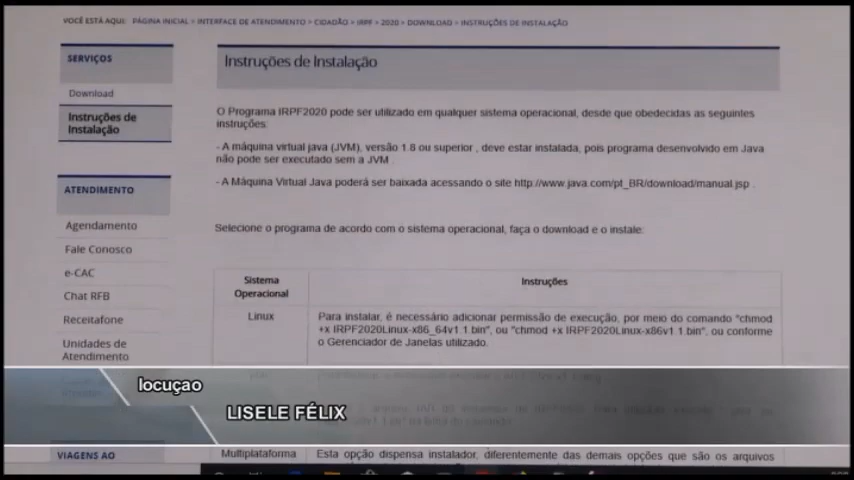 VOCÊ ESTÁ AQUI: PÁGINA INICIAL > INTERFACE DE ATENDIMENTO > CIDADÃO > IRPF > 2020 > DOWNLOAD > INSTRUÇÕES DE INSTALAÇÃO
SERVIÇOS
Download
Instruções de
Instalação
ATENDIMENTO
Agendamento
Fale Conosco
e-CAC
Chat RFB
Receitafone
Unidades de
Atendimento
VIAGENS AO
Instruções de Instalação
O Programa IRPF2020 pode ser utilizado em qualquer sistema operacional, desde que obedecidas as seguintes
instruções:
- A máquina virtual java (JVM), versão 1.8 ou superior , deve estar instalada, pois programa desenvolvido em Java
não pode ser executado sem a JVM .
- A Máquina Virtual Java poderá ser baixada acessando o site http://www.java.com/pt_BR/download/manual.jsp .
Selecione o programa de acordo com o sistema operacional, faça o download e o instale:
Sistema
Operacional
Instruções
Linux
Para instalar, é necessário adicionar permissão de execução, por meio do comando "chmod
+x IRPF2020Linux-x86_64v1 1.bin", ou "chmod +x IRPF2020Linux-x86v1 1.bin", ou conforme
o Gerenciador de Janelas utilizado.
Multiplataforma
Esta opção dispensa instalador, diferentemente das demais opções que são os arquivos
locuçao
LISELE FÉLIX